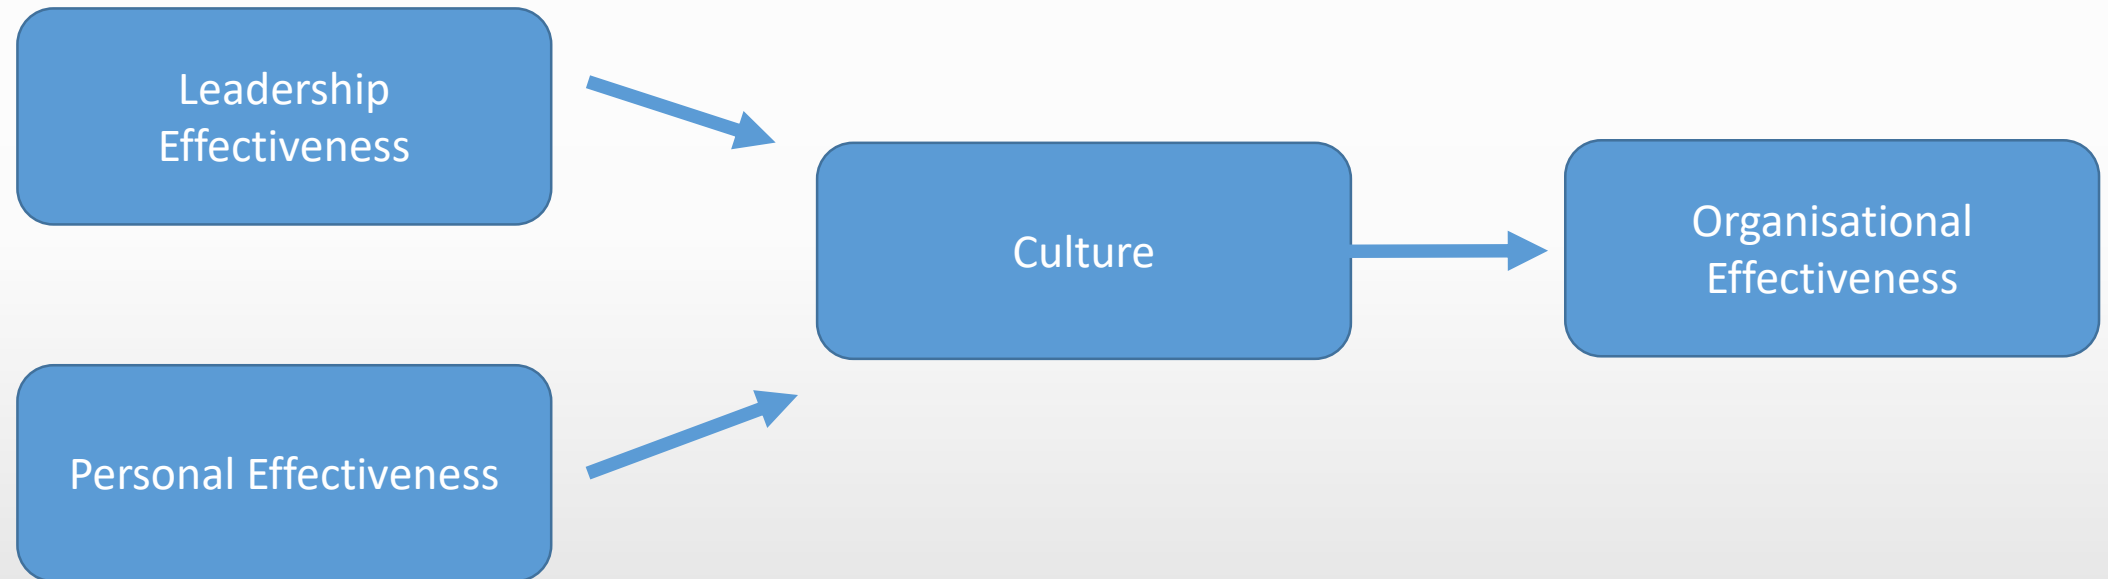 Leadership
Effectiveness
Culture
Organisational
Effectiveness
Personal Effectiveness